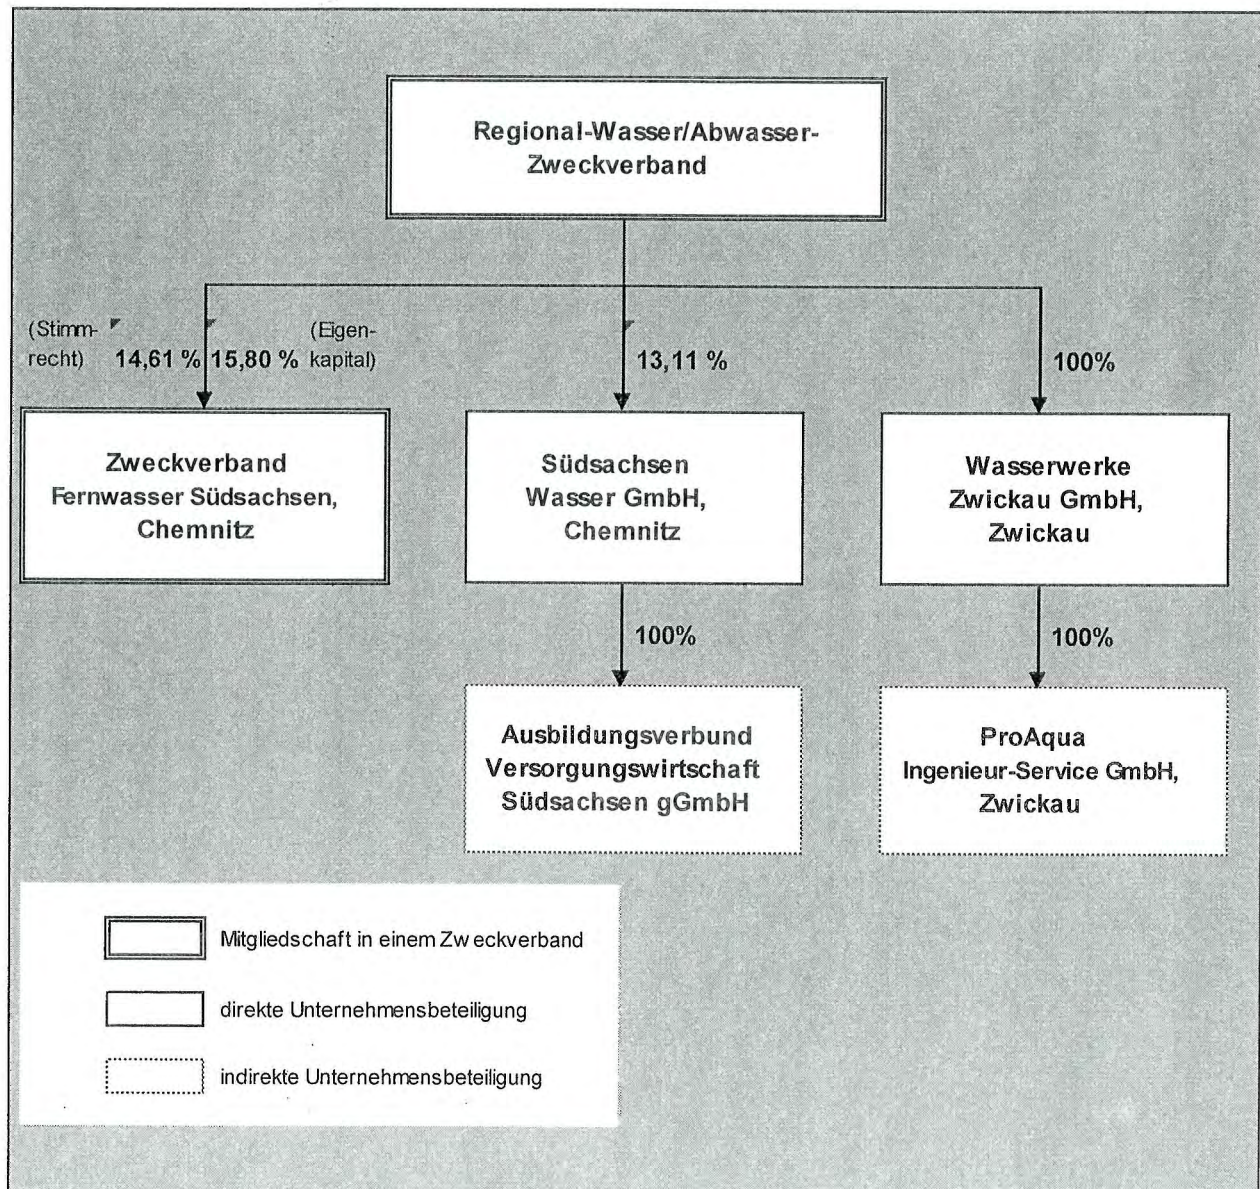 Regional-Wasser/Abwasser-
Zweckverband
(Stimm-
recht)
14,61 %
15,80 %
(Eigen-
kapital)
13,11 %
100%
Zweckverband
Fernwasser Südsachsen,
Chemnitz
Südsachsen
Wasser GmbH,
Chemnitz
Wasserwerke
Zwickau GmbH,
Zwickau
100%
100%
Ausbildungsverbund
Versorgungswirtschaft
Südsachsen gGmbH
ProAqua
Ingenieur-Service GmbH,
Zwickau
Mitgliedschaft in einem Zweckverband
direkte Unternehmensbeteiligung
indirekte Unternehmensbeteiligung